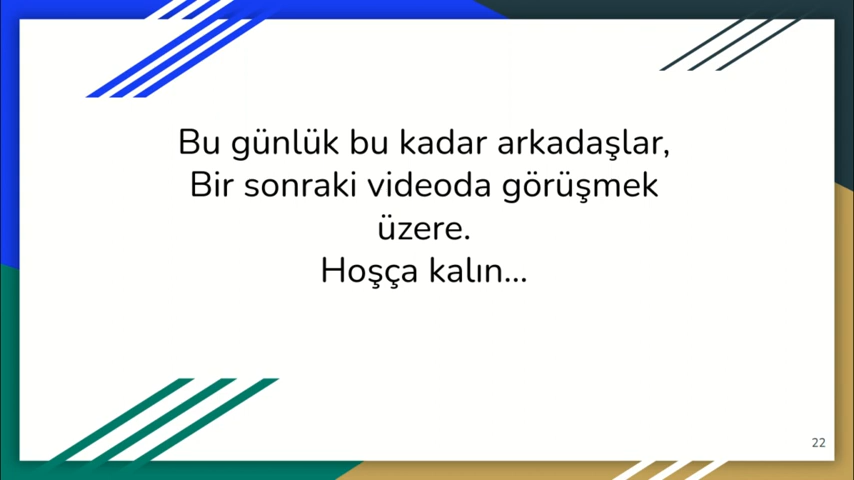 Bu günlük bu kadar arkadaşlar,
Bir sonraki videoda görüşmek
üzere.
Hoşça kalın...
22